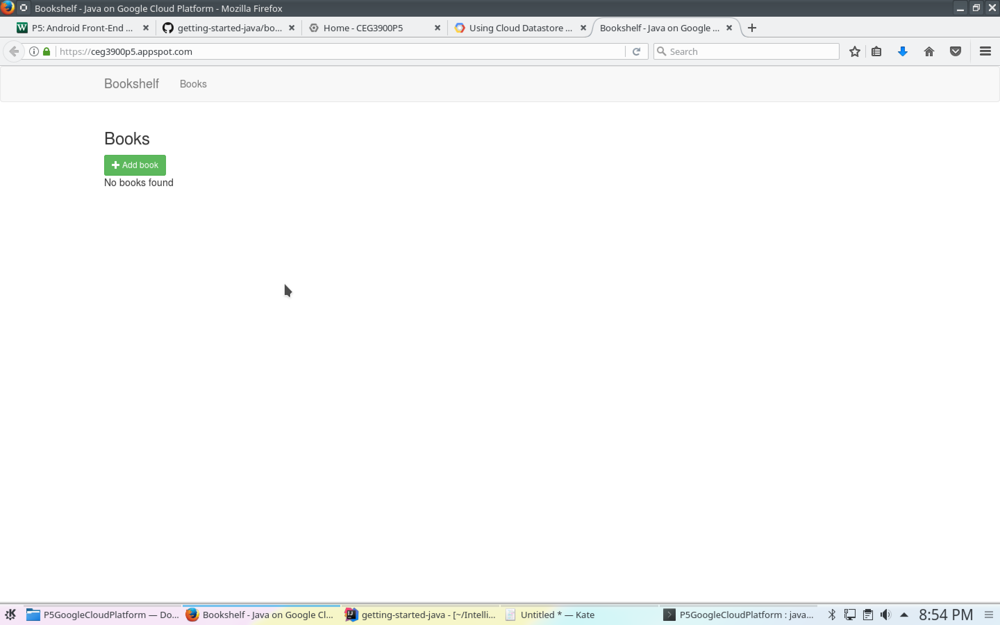 Bookshelf - Java on Google Cloud Platform - Mozilla Firefox
P5: Android Front-End ...
getting-started-java/bo...
Home - CEG3900P5
Using Cloud Datastore ...
Bookshelf - Java on Google ...
https://ceg3900p5.appspot.com
Search
Bookshelf
Books
Books
Add book
No books found
P5GoogleCloudPlatform — Do...
Bookshelf - Java on Google Cl...
getting-started-java - [~/Intelli...
Untitled * — Kate
P5GoogleCloudPlatform : java...
8:54 PM